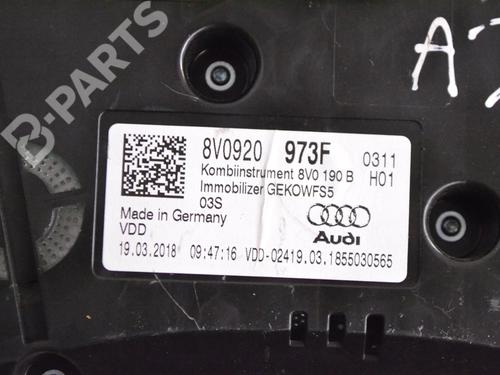 B-PARTS
A3
8V0920 973F 0311
Kombiinstrument 8V0 190 B H01
Immobilizer GEKOWFS5
03S
Made in Germany
VDD
Audi
19.03.2018 09:47:16 VDD-02419.03.1855030565